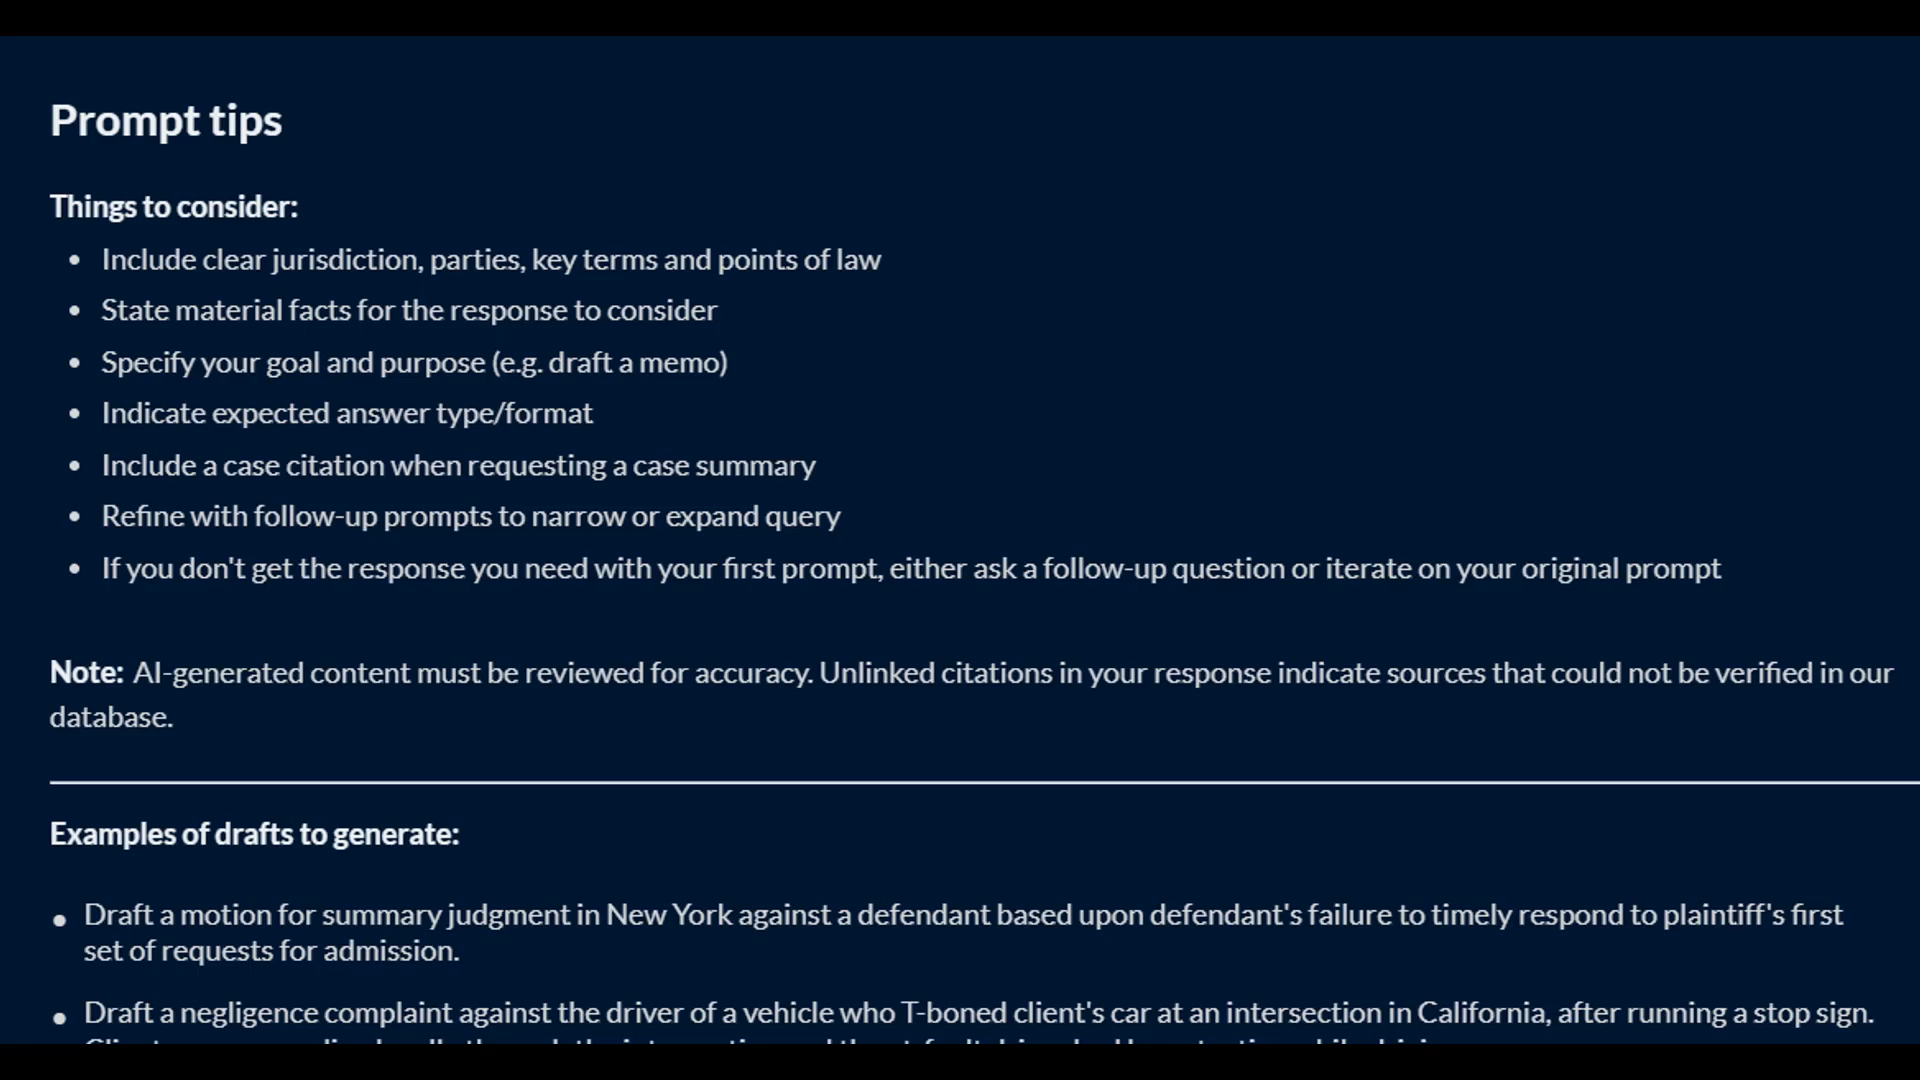 Prompt tips
Things to consider:
• Include clear jurisdiction, parties, key terms and points of law
• State material facts for the response to consider
• Specify your goal and purpose (e.g. draft a memo)
• Indicate expected answer type/format
• Include a case citation when requesting a case summary
• Refine with follow-up prompts to narrow or expand query
• If you don't get the response you need with your first prompt, either ask a follow-up question or iterate on your original prompt
Note: AI-generated content must be reviewed for accuracy. Unlinked citations in your response indicate sources that could not be verified in our
database.
Examples of drafts to generate:
• Draft a motion for summary judgment in New York against a defendant based upon defendant's failure to timely respond to plaintiff's first
set of requests for admission.
• Draft a negligence complaint against the driver of a vehicle who T-boned client's car at an intersection in California, after running a stop sign.